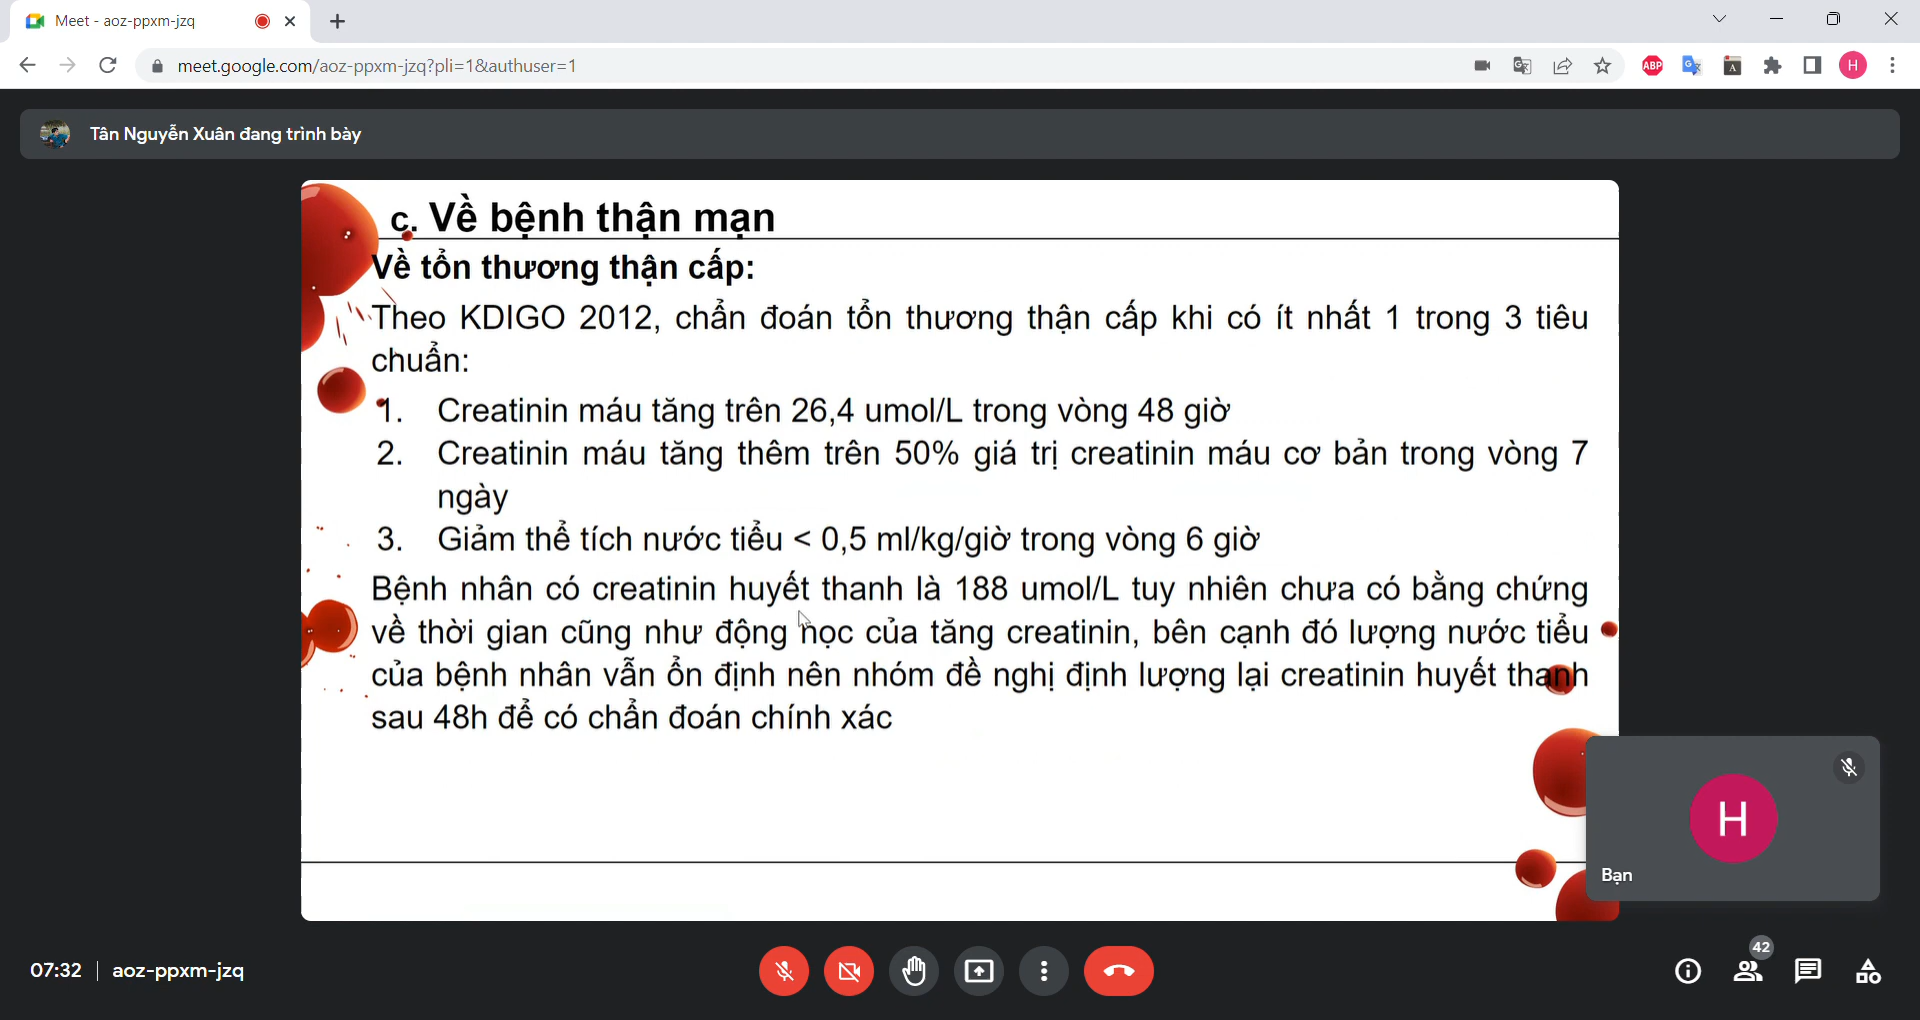 Meet - aoz-ppxm-jzq
meet.google.com/aoz-ppxm-jzq?pli=1&authuser=1
ABP
G
A
H
Tân Nguyễn Xuân đang trình bày
c. Về bệnh thận mạn
Về tổn thương thận cấp:
Theo KDIGO 2012, chẩn đoán tổn thương thận cấp khi có ít nhất 1 trong 3 tiêu
chuẩn:
1. Creatinin máu tăng trên 26,4 umol/L trong vòng 48 giờ
2. Creatinin máu tăng thêm trên 50% giá trị creatinin máu cơ bản trong vòng 7
ngày
3. Giảm thể tích nước tiểu < 0,5 ml/kg/giờ trong vòng 6 giờ
Bệnh nhân có creatinin huyết thanh là 188 umol/L tuy nhiên chưa có bằng chứng
về thời gian cũng như động học của tăng creatinin, bên cạnh đó lượng nước tiểu
của bệnh nhân vẫn ổn định nên nhóm đề nghị định lượng lại creatinin huyết thanh
sau 48h để có chẩn đoán chính xác
H
Bạn
07:32 | aoz-ppxm-jzq
42